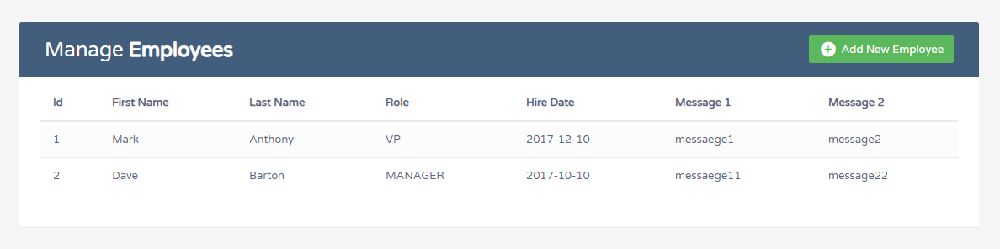 Manage Employees
Add New Employee
Id First Name Last Name Role Hire Date Message 1 Message 2
1 Mark Anthony VP 2017-12-10 messaege1 message2
2 Dave Barton MANAGER 2017-10-10 messaege11 message22